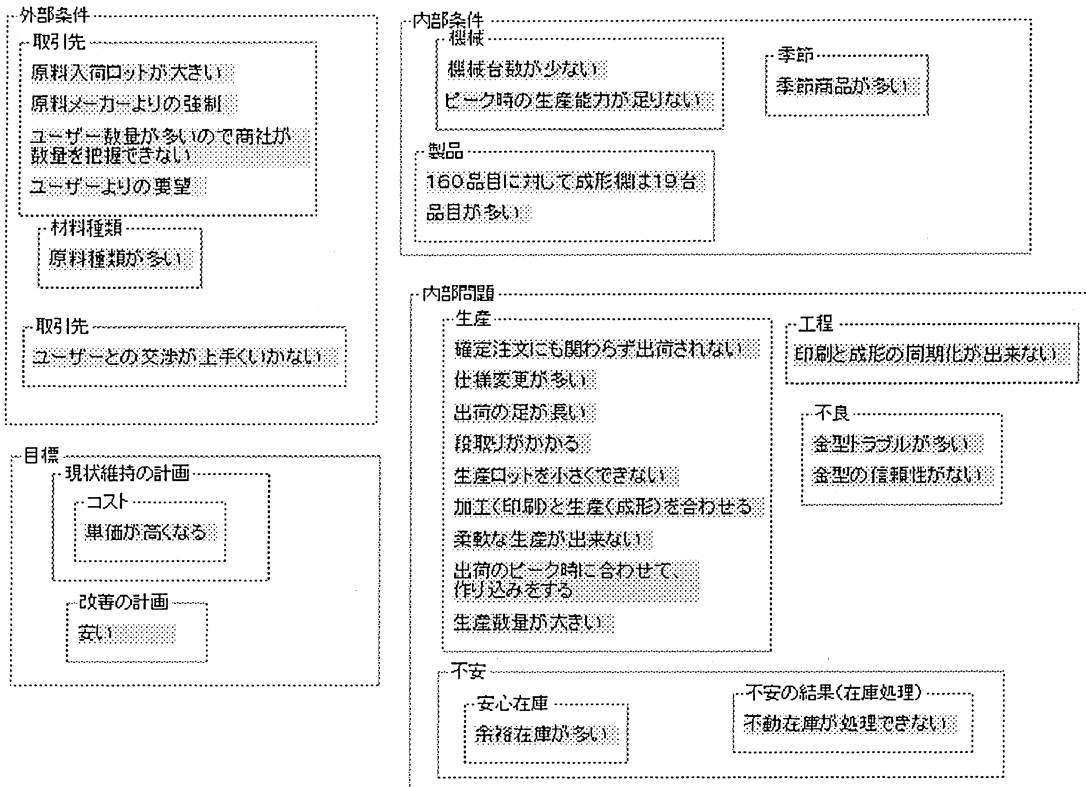 外部条件
取引先
原料入荷ロットが大きい
原料メーカーよりの強制
ユーザー数量が多いので商社が
数量を把握できない
ユーザーよりの要望
材料種類
原料種類が多い
取引先
ユーザーとの交渉が上手くいかない
目標
現状維持の計画
コスト
単価が高くなる
改善の計画
安い
内部条件
機械
機械台数が少ない
ピーク時の生産能力が足りない
季節
季節商品が多い
製品
160品目に対して成形機は19台
品目が多い
内部問題
生産
確定注文にも関わらず出荷されない
仕様変更が多い
出荷の足が長い
段取りがかかる
生産ロットを小さくできない
加工(印刷)と生産(成形)を合わせる
柔軟な生産が出来ない
出荷のピーク時に合わせて、
作り込みをする
生産数量が大きい
工程
印刷と成形の同期化が出来ない
不良
金型トラブルが多い
金型の信頼性がない
不安
安心在庫
余裕在庫が多い
不安の結果(在庫処理)
不動在庫が処理できない